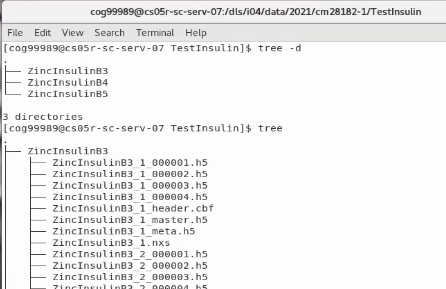 cog99989@cs05r-sc-serv-07:/dls/i04/data/2021/cm28182-1/TestInsulin
File Edit View Search Terminal Help
[cog99989@cs05r-sc-serv-07 TestInsulin]$ tree -d
.
├── ZincInsulinB3
├── ZincInsulinB4
└── ZincInsulinB5

3 directories
[cog99989@cs05r-sc-serv-07 TestInsulin]$ tree
.
├── ZincInsulinB3
│   ├── ZincInsulinB3_1_000001.h5
│   ├── ZincInsulinB3_1_000002.h5
│   ├── ZincInsulinB3_1_000003.h5
│   ├── ZincInsulinB3_1_000004.h5
│   ├── ZincInsulinB3_1_header.cbf
│   ├── ZincInsulinB3_1_master.h5
│   ├── ZincInsulinB3_1_meta.h5
│   ├── ZincInsulinB3_1.nxs
│   ├── ZincInsulinB3_2_000001.h5
│   ├── ZincInsulinB3_2_000002.h5
│   ├── ZincInsulinB3_2_000003.h5
│   ├── ZincInsulinB3_2_000004.h5